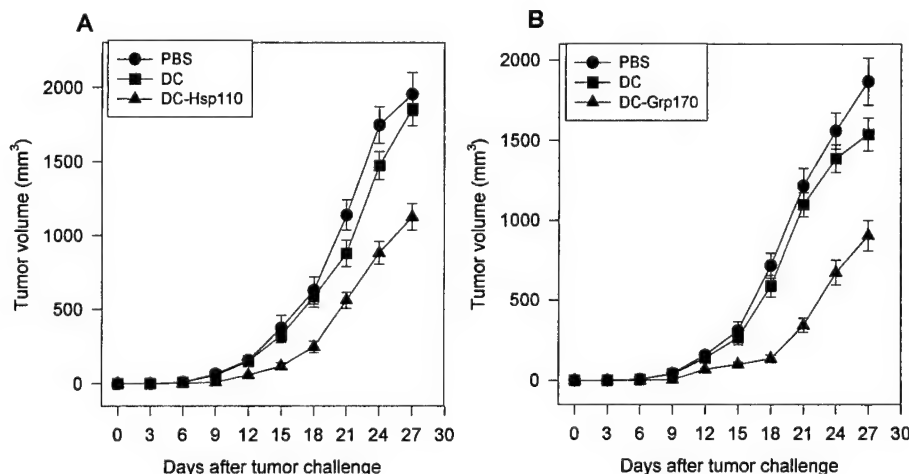 A
PBS
DC
DC-Hsp110
Tumor volume (mm³)
2000
1500
1000
500
0
0 3 6 9 12 15 18 21 24 27 30
Days after tumor challenge
B
PBS
DC
DC-Grp170
Tumor volume (mm³)
2000
1500
1000
500
0
0 3 6 9 12 15 18 21 24 27 30
Days after tumor challenge